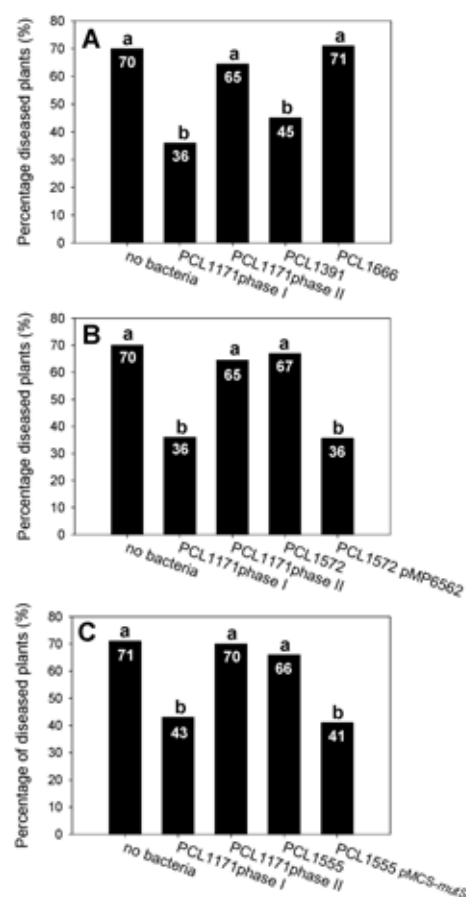 A
Percentage diseased plants (%)
80
70
60
50
40
30
20
10
0
a
70
b
36
a
65
b
45
a
71
no bacteria
PCL1171phase I
PCL1171phase II
PCL1391
PCL1666
B
Percentage diseased plants (%)
80
70
60
50
40
30
20
10
0
a
70
b
36
a
65
a
67
b
36
no bacteria
PCL1171phase I
PCL1171phase II
PCL1572
PCL1572 pMP6562
C
Percentage of diseased plants (%)
80
70
60
50
40
30
20
10
0
a
71
b
43
a
70
a
66
b
41
no bacteria
PCL1171phase I
PCL1171phase II
PCL1555
PCL1555 pMCS-mutS